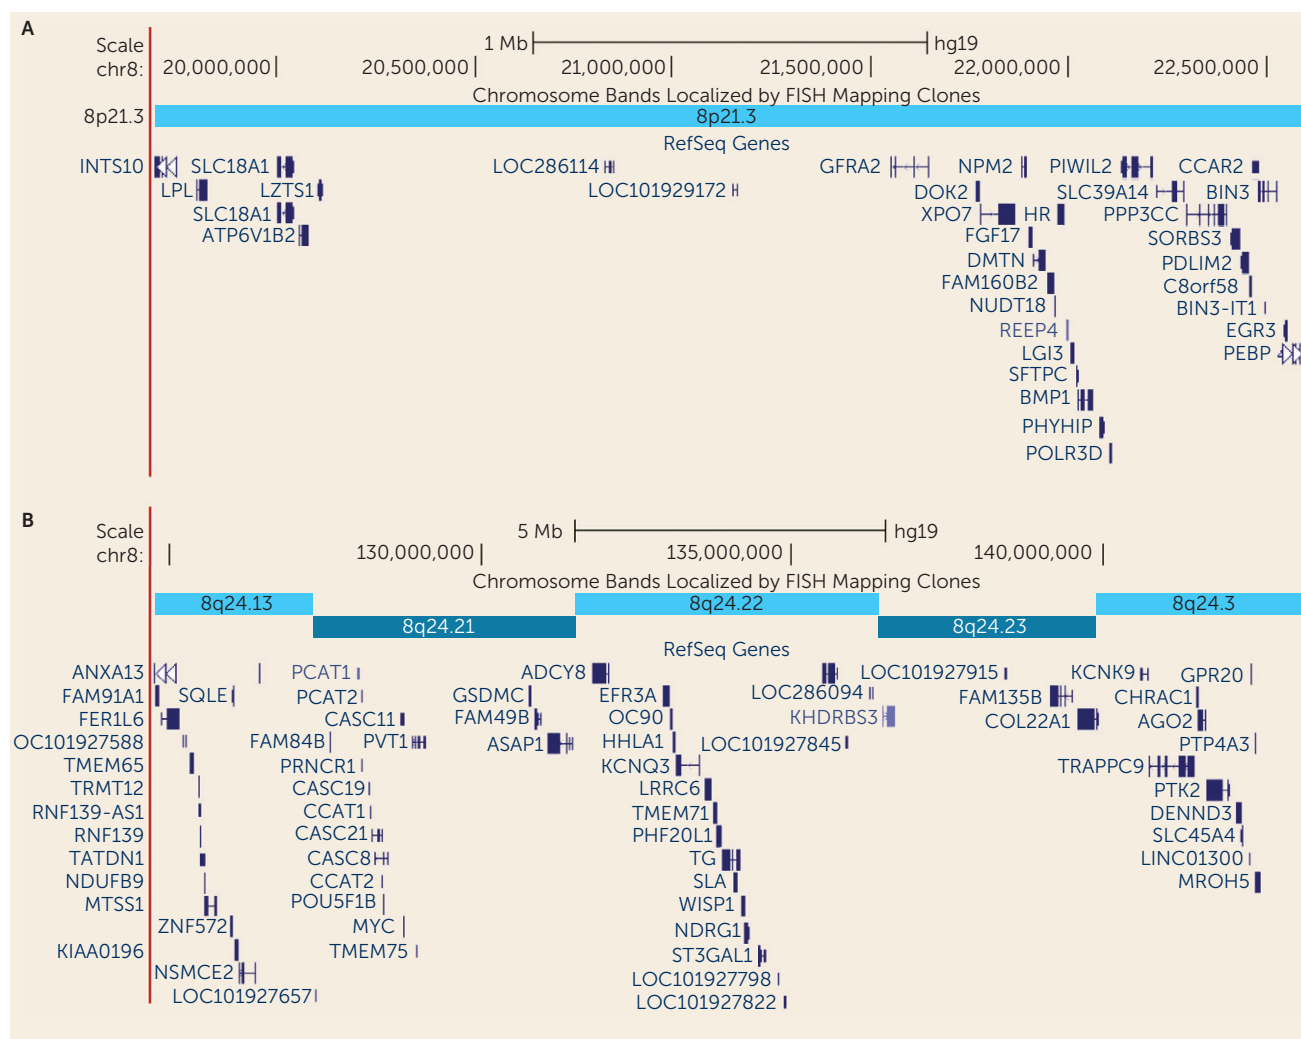 A
Scale 1 Mb hg19
chr8: 20,000,000 20,500,000 21,000,000 21,500,000 22,000,000 22,500,000
Chromosome Bands Localized by FISH Mapping Clones
8p21.3 8p21.3
RefSeq Genes
INTS10 SLC18A1 LOC286114 GFRA2 NPM2 PIWIL2 CCAR2
LPL LZTS1 LOC101929172 DOK2 SLC39A14 BIN3
SLC18A1 XPO7 HR PPP3CC
ATP6V1B2 FGF17 SORBS3
DMTN PDLIM2
FAM160B2 C8orf58
NUDT18 BIN3-IT1
REEP4 EGR3
LGI3 PEBP
SFTPC
BMP1
PHYHIP
POLR3D
B
Scale 5 Mb hg19
chr8: 130,000,000 135,000,000 140,000,000
Chromosome Bands Localized by FISH Mapping Clones
8q24.13 8q24.22 8q24.3
8q24.21 8q24.23
RefSeq Genes
ANXA13 PCAT1 ADCY8 LOC101927915 KCNK9 GPR20
FAM91A1 SQLE PCAT2 GSDMC EFR3A LOC286094 FAM135B CHRAC1
FER1L6 CASC11 FAM49B OC90 KHDRBS3 COL22A1 AGO2
OC101927588 FAM84B PVT1 ASAP1 HHLA1 LOC101927845 PTP4A3
TMEM65 PRNCR1 KCNQ3 TRAPPC9
TRMT12 CASC19 LRRC6 PTK2
RNF139-AS1 CCAT1 TMEM71 DENND3
RNF139 CASC21 PHF20L1 SLC45A4
TATDN1 CASC8 TG LINC01300
NDUFB9 CCAT2 SLA MROH5
MTSS1 POU5F1B WISP1
ZNF572 MYC NDRG1
KIAA0196 TMEM75 ST3GAL1
NSMCE2 LOC101927798
LOC101927657 LOC101927822